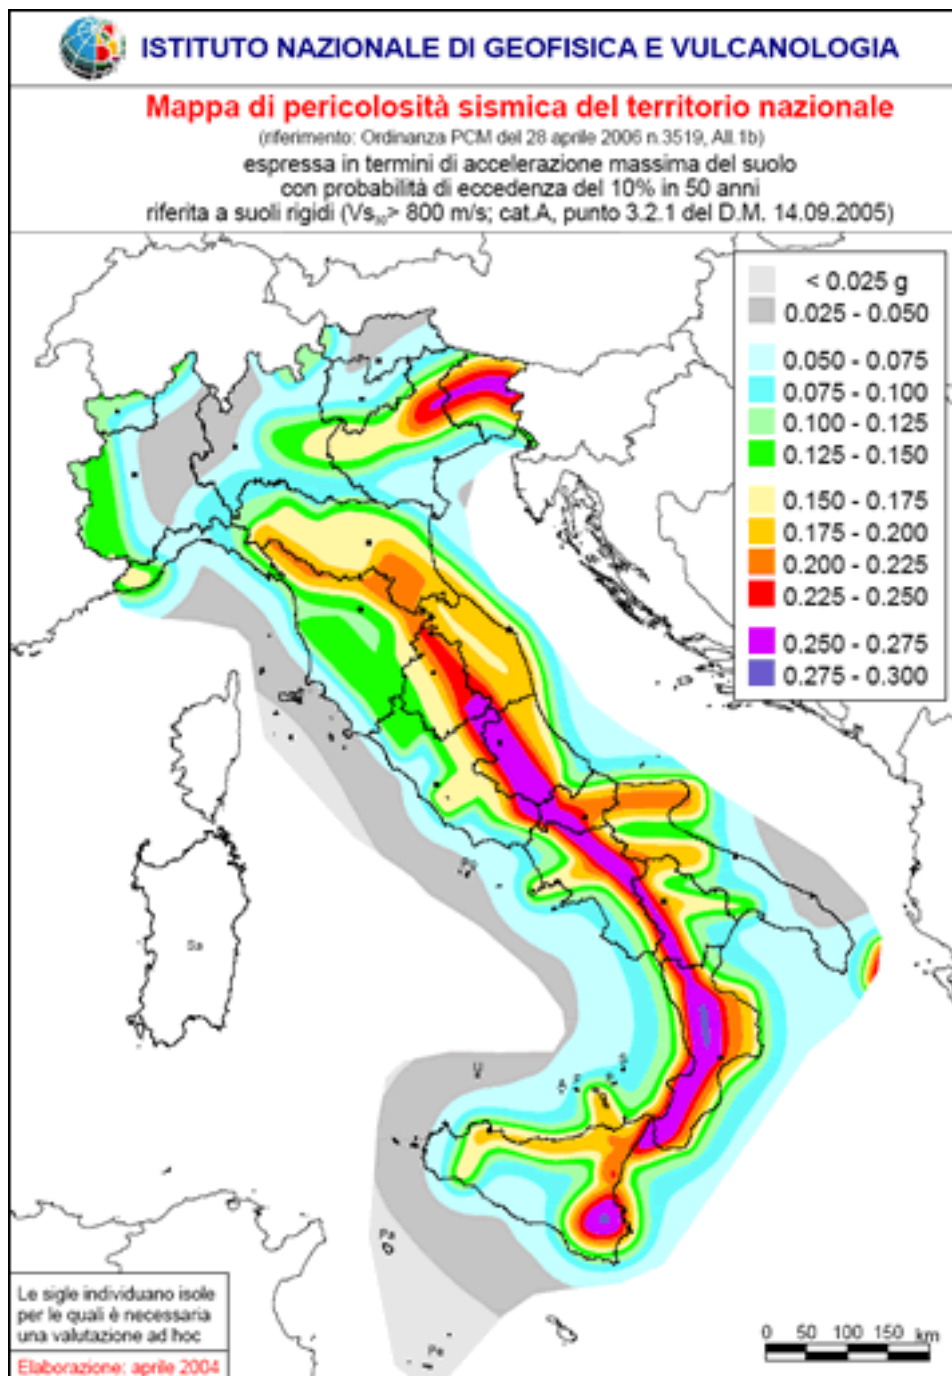 ISTITUTO NAZIONALE DI GEOFISICA E VULCANOLOGIA
Mappa di pericolosità sismica del territorio nazionale
(riferimento: Ordinanza PCM del 28 aprile 2006 n.3519, All.1b)
espressa in termini di accelerazione massima del suolo
con probabilità di eccedenza del 10% in 50 anni
riferita a suoli rigidi (Vs₃₀> 800 m/s; cat.A, punto 3.2.1 del D.M. 14.09.2005)
< 0.025 g
0.025 - 0.050
0.050 - 0.075
0.075 - 0.100
0.100 - 0.125
0.125 - 0.150
0.150 - 0.175
0.175 - 0.200
0.200 - 0.225
0.225 - 0.250
0.250 - 0.275
0.275 - 0.300
Sa
U
Pa
Pe
Le sigle individuano isole
per le quali è necessaria
una valutazione ad hoc
Elaborazione: aprile 2004
0 50 100 150 km